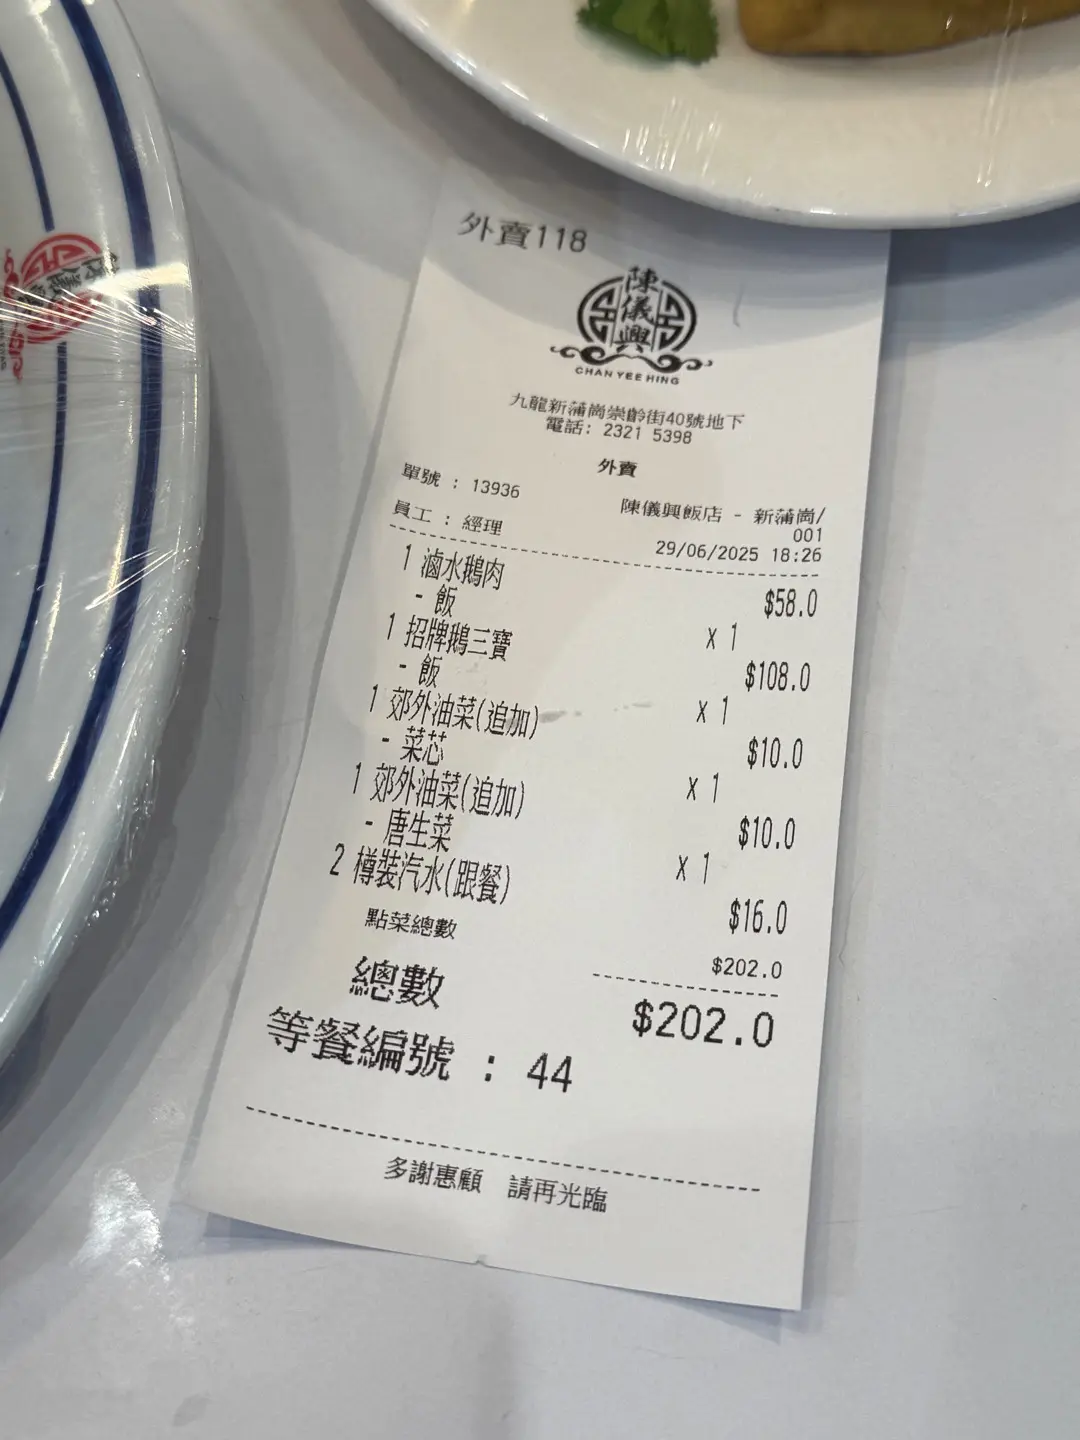 外賣118
陳儀興
CHAN YEE HING
九龍新蒲崗崇齡街40號地下
電話: 2321 5398
外賣
單號 : 13936
陳儀興飯店 - 新蒲崗/
001
員工 : 經理
29/06/2025 18:26
1 滷水鵝肉 $58.0
- 飯 x 1
1 招牌鵝三寶 $108.0
- 飯 x 1
1 郊外油菜(追加) $10.0
- 菜芯 x 1
1 郊外油菜(追加) $10.0
- 唐生菜 x 1
2 樽裝汽水(跟餐) $16.0
點菜總數 $202.0
總數 $202.0
等餐編號 : 44
多謝惠顧 請再光臨